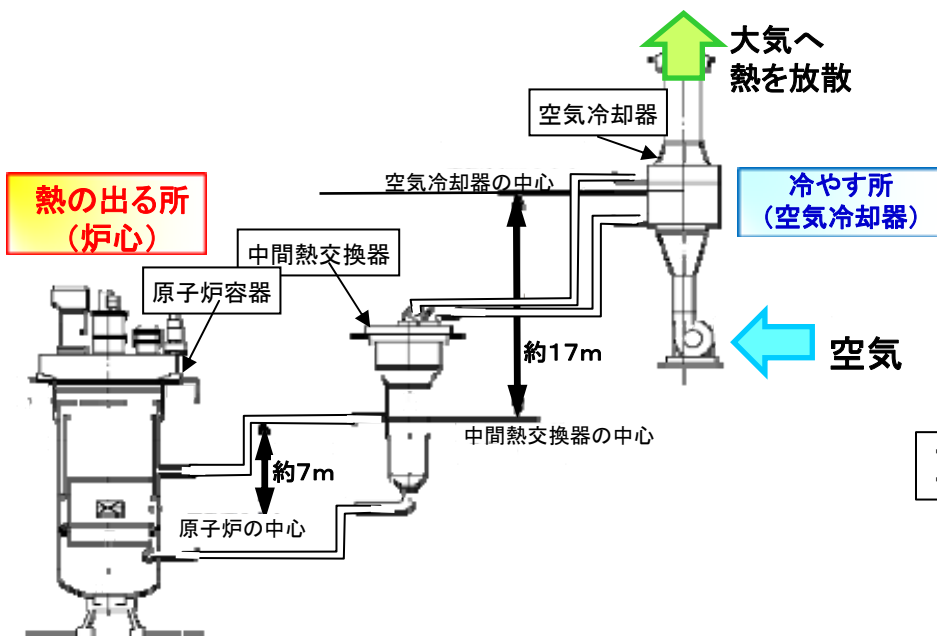 大気へ
熱を放散
空気冷却器
空気冷却器の中心
冷やす所
（空気冷却器）
熱の出る所
（炉心）
中間熱交換器
原子炉容器
約17m
空気
中間熱交換器の中心
約7m
原子炉の中心